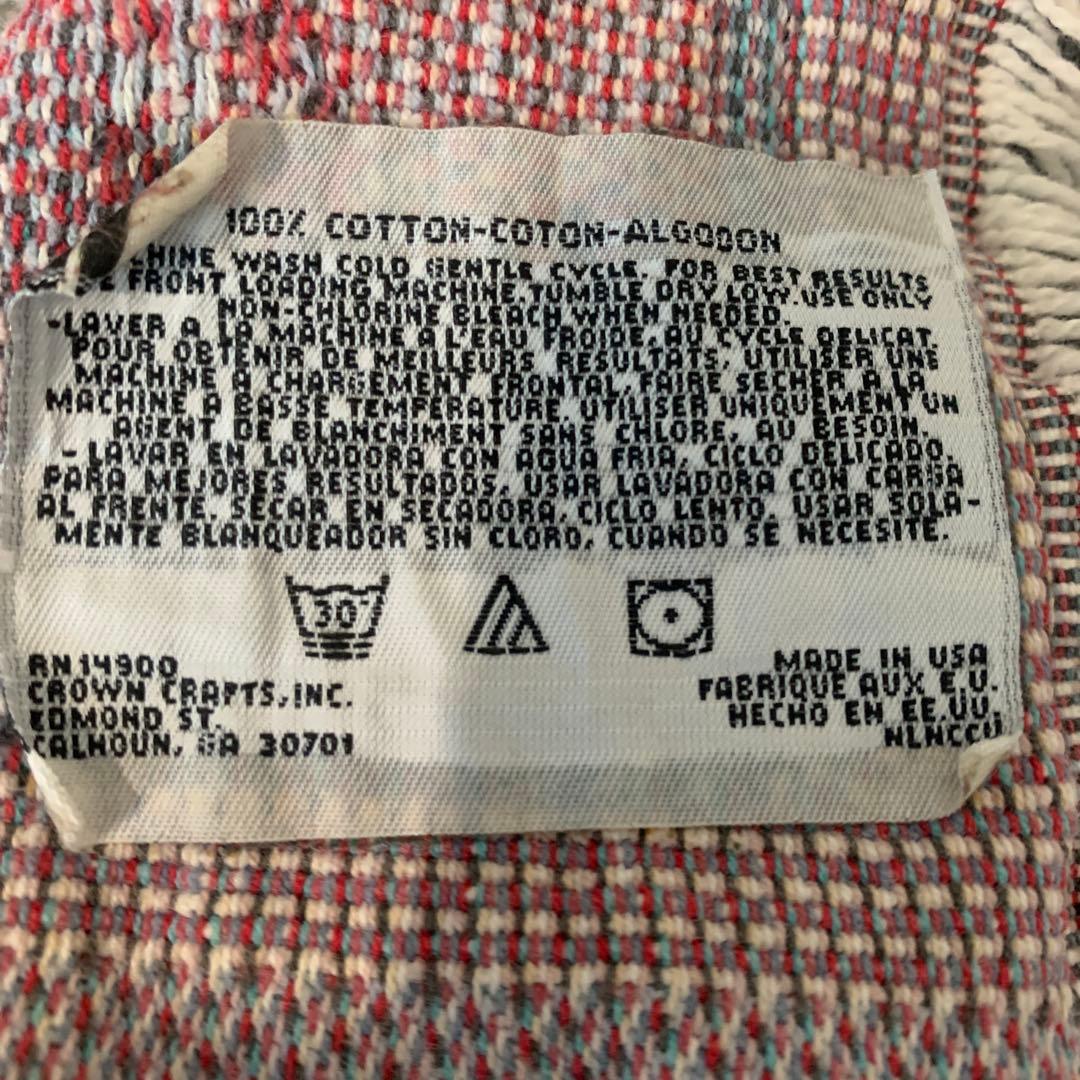 100% COTTON-COTON-ALGODON
HINE WASH COLD GENTLE CYCLE. FOR BEST RESULTS
FRONT LOADING MACHINE. TUMBLE DRY LOW. USE ONLY
NON-CHLORINE BLEACH WHEN NEEDED.
-LAVER A LA MACHINE A L'EAU FROIDE, AU CYCLE DELICAT.
POUR OBTENIR DE MEILLEURS RESULTATS, UTILISER UNE
MACHINE A CHARGEMENT FRONTAL. FAIRE SECHER A LA
MACHINE A BASSE TEMPERATURE. UTILISER UNIQUEMENT UN
AGENT DE BLANCHIMENT SANS CHLORE, AU BESOIN.
- LAVAR EN LAVADORA CON AGUA FRIA, CICLO DELICADO.
PARA MEJORES RESULTADOS, USAR LAVADORA CON CARGA
AL FRENTE. SECAR EN SECADORA, CICLO LENTO. USAR SOLA-
MENTE BLANQUEADOR SIN CLORO, CUANDO SE NECESITE.
30°
RN14900
CROWN CRAFTS, INC.
EDMOND ST.
CALHOUN, GA 30701
MADE IN USA
FABRIQUE AUX E.U.
HECHO EN EE.UU.
NLNCCU